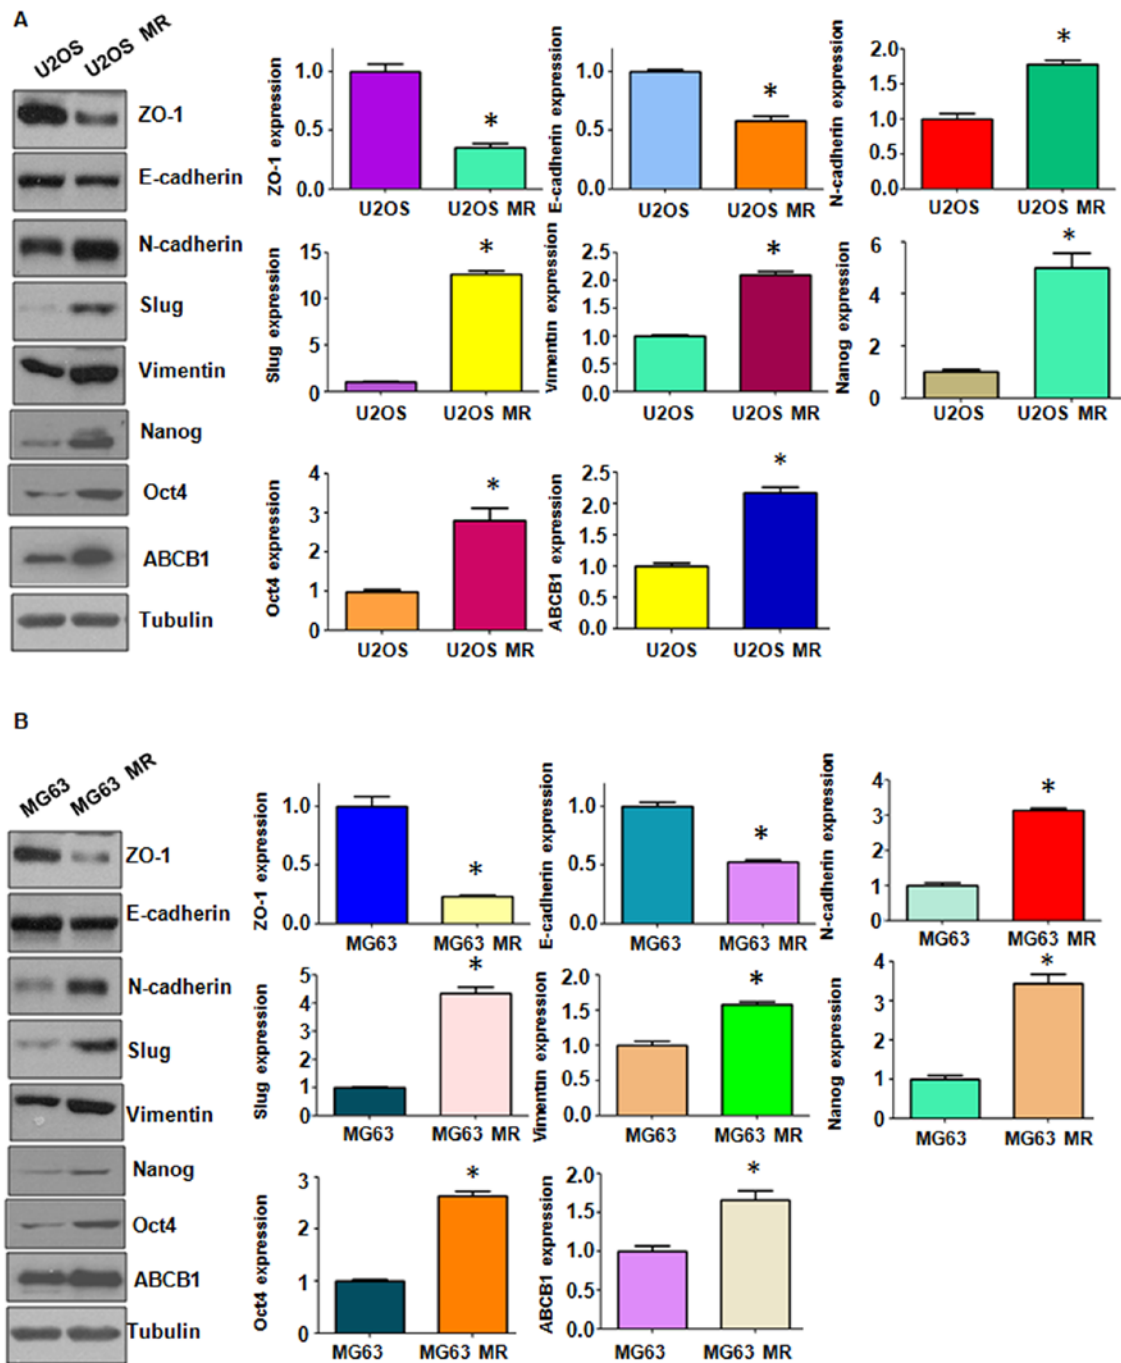 A
U2OS
U2OS MR
ZO-1
E-cadherin
N-cadherin
Slug
Vimentin
Nanog
Oct4
ABCB1
Tubulin
ZO-1 expression
1.0
0.5
0.0
U2OS U2OS MR
*
E-cadherin expression
1.0
0.5
0.0
U2OS U2OS MR
*
N-cadherin expression
2.0
1.5
1.0
0.5
0.0
U2OS U2OS MR
*
Slug expression
15
10
5
0
U2OS U2OS MR
*
Vimentin expression
2.5
2.0
1.5
1.0
0.5
0.0
U2OS U2OS MR
*
Nanog expression
6
4
2
0
U2OS U2OS MR
*
Oct4 expression
4
3
2
1
0
U2OS U2OS MR
*
ABCB1 expression
2.5
2.0
1.5
1.0
0.5
0.0
U2OS U2OS MR
*
B
MG63
MG63 MR
ZO-1
E-cadherin
N-cadherin
Slug
Vimentin
Nanog
Oct4
ABCB1
Tubulin
ZO-1 expression
1.0
0.5
0.0
MG63 MG63 MR
*
E-cadherin expression
1.0
0.5
0.0
MG63 MG63 MR
*
N-cadherin expression
4
3
2
1
0
MG63 MG63 MR
*
Slug expression
5
4
3
2
1
0
MG63 MG63 MR
*
Vimentin expression
2.0
1.5
1.0
0.5
0.0
MG63 MG63 MR
*
Nanog expression
4
3
2
1
0
MG63 MG63 MR
*
Oct4 expression
3
2
1
0
MG63 MG63 MR
*
ABCB1 expression
2.0
1.5
1.0
0.5
0.0
MG63 MG63 MR
*